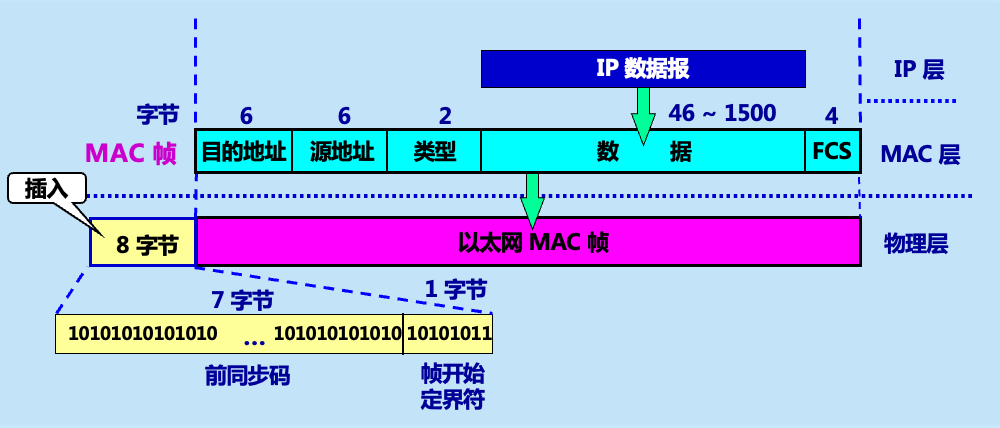 IP 数据报
IP 层
字节
6
6
2
46 ~ 1500
4
MAC 帧
目的地址
源地址
类型
数 据
FCS
MAC 层
插入
8 字节
以太网 MAC 帧
物理层
7 字节
1 字节
10101010101010 ... 101010101010
10101011
前同步码
帧开始
定界符